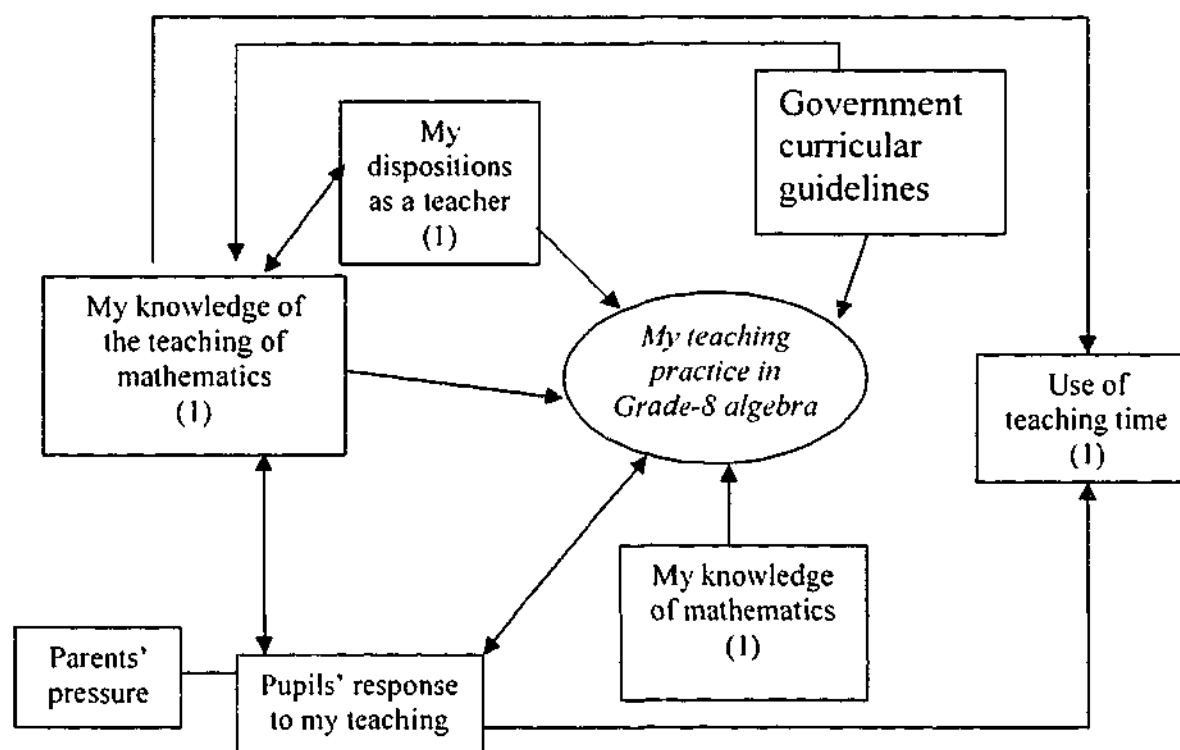 My
dispositions
as a teacher
(1)
Government
curricular
guidelines
My knowledge of
the teaching of
mathematics
(1)
My teaching
practice in
Grade-8 algebra
Use of
teaching time
(1)
My knowledge
of mathematics
(1)
Parents'
pressure
Pupils' response
to my teaching